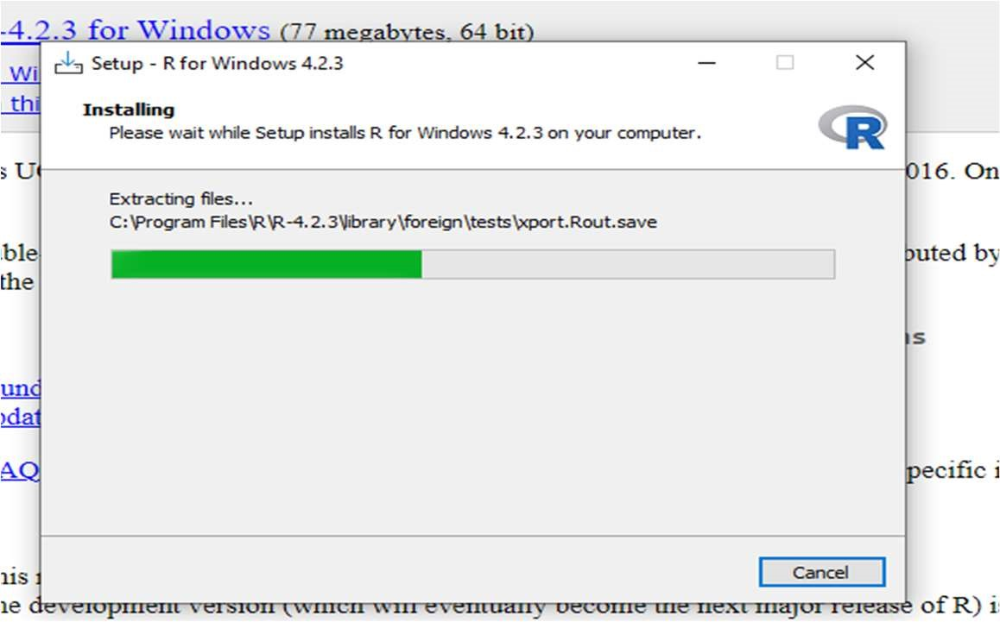 -4.2.3 for Windows (77 megabytes, 64 bit)
Setup - R for Windows 4.2.3
Wi
thi
Installing
Please wait while Setup installs R for Windows 4.2.3 on your computer.
R
s U
016. On
Extracting files...
C:\Program Files\R\R-4.2.3\library\foreign\tests\xport.Rout.save
ble
buted by
the
ns
und
pdat
AQ
pecific i
Cancel
his r
he development version (which will eventually become the next major release of R) i